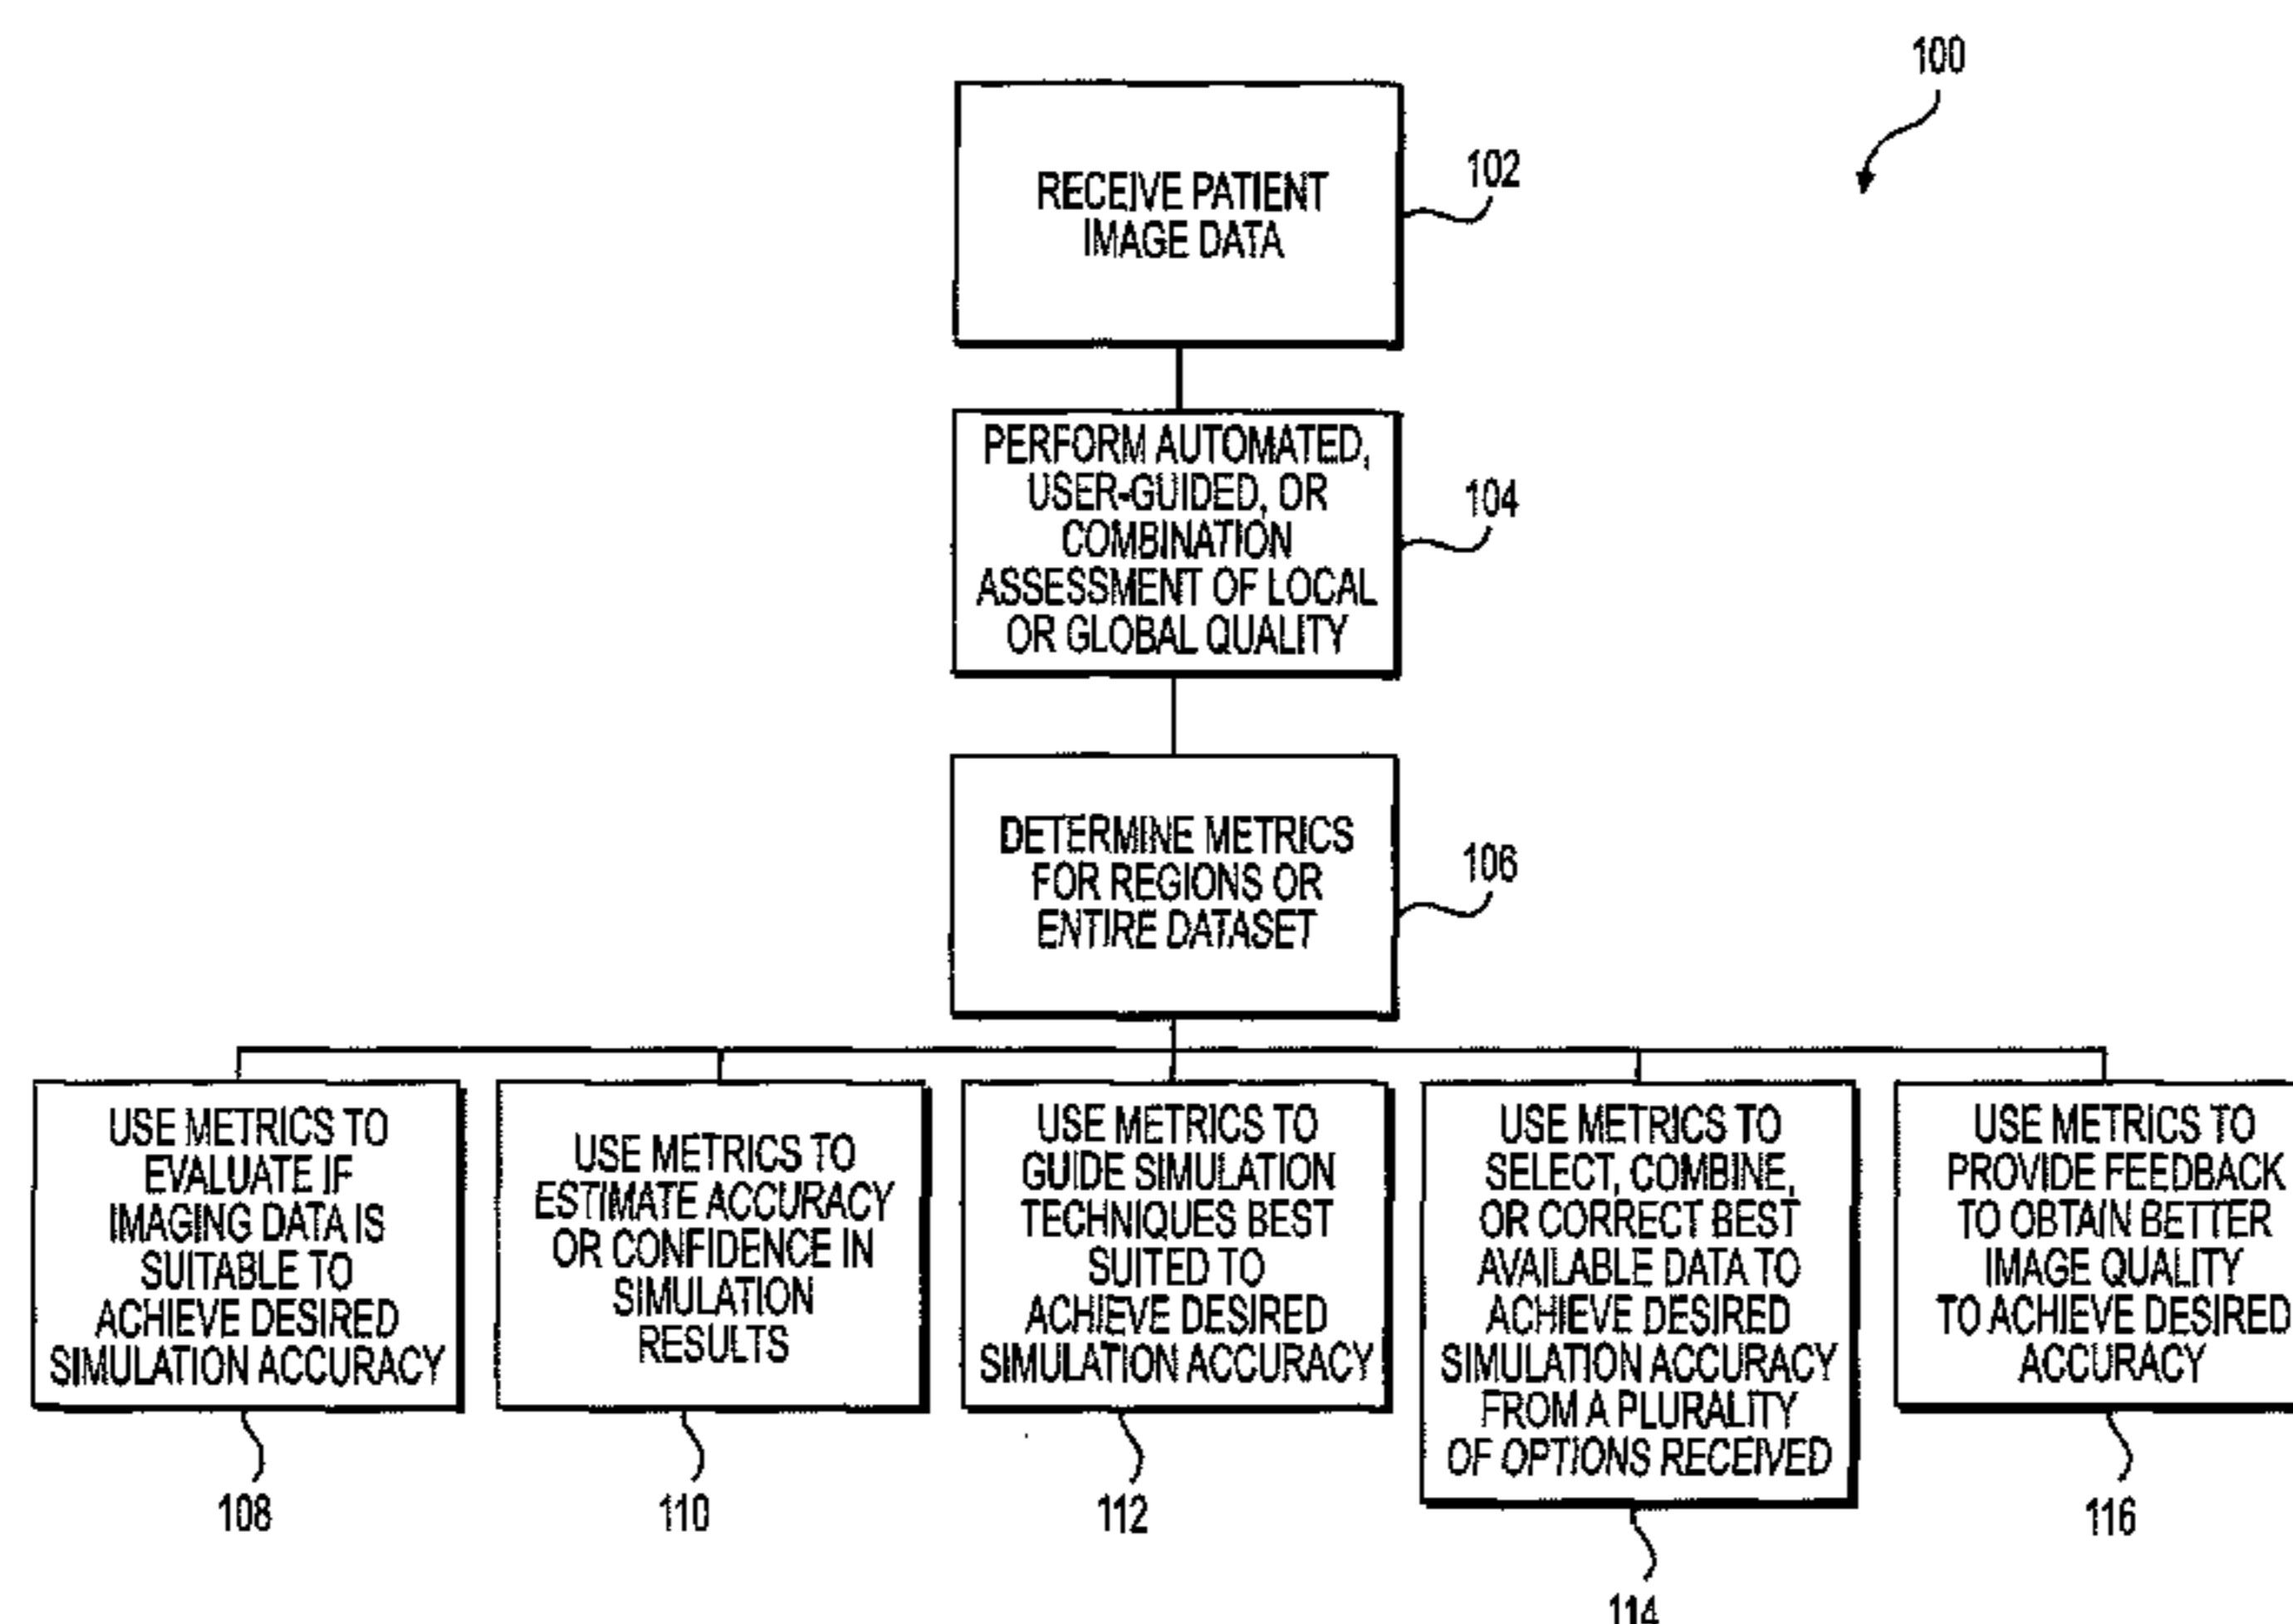 100
RECEIVE PATIENT
IMAGE DATA
102
PERFORM AUTOMATED,
USER-GUIDED, OR
COMBINATION
ASSESSMENT OF LOCAL
OR GLOBAL QUALITY
104
DETERMINE METRICS
FOR REGIONS OR
ENTIRE DATASET
106
USE METRICS TO
EVALUATE IF
IMAGING DATA IS
SUITABLE TO
ACHIEVE DESIRED
SIMULATION ACCURACY
108
USE METRICS TO
ESTIMATE ACCURACY
OR CONFIDENCE IN
SIMULATION
RESULTS
110
USE METRICS TO
GUIDE SIMULATION
TECHNIQUES BEST
SUITED TO
ACHIEVE DESIRED
SIMULATION ACCURACY
112
USE METRICS TO
SELECT, COMBINE,
OR CORRECT BEST
AVAILABLE DATA TO
ACHIEVE DESIRED
SIMULATION ACCURACY
FROM A PLURALITY
OF OPTIONS RECEIVED
114
USE METRICS TO
PROVIDE FEEDBACK
TO OBTAIN BETTER
IMAGE QUALITY
TO ACHIEVE DESIRED
ACCURACY
116